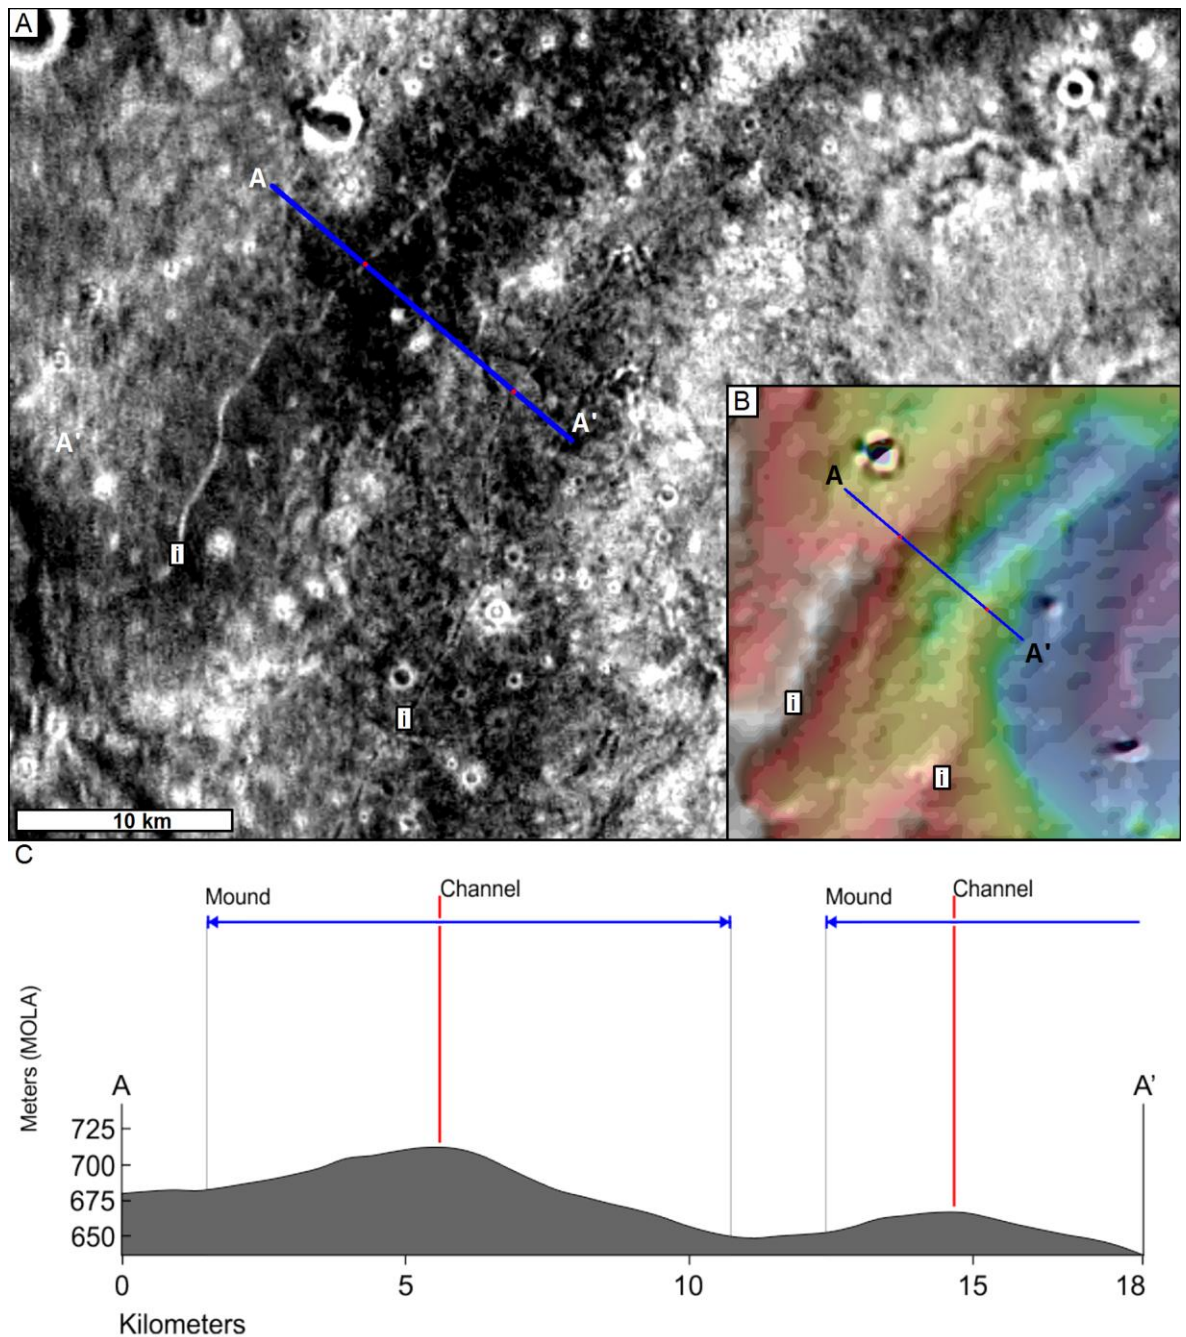 A
A
A'
A'
i
i
10 km
B
A
A'
i
i
C
Mound
Channel
Mound
Channel
Meters (MOLA)
A
A’
725
700
675
650
0
5
10
15
18
Kilometers